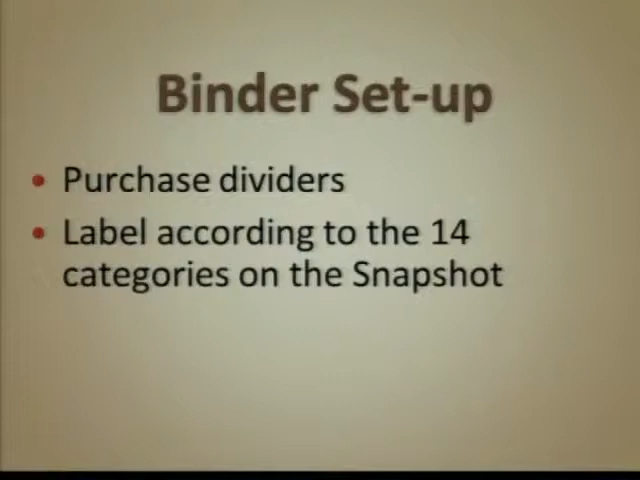 Binder Set-up
• Purchase dividers
• Label according to the 14
categories on the Snapshot